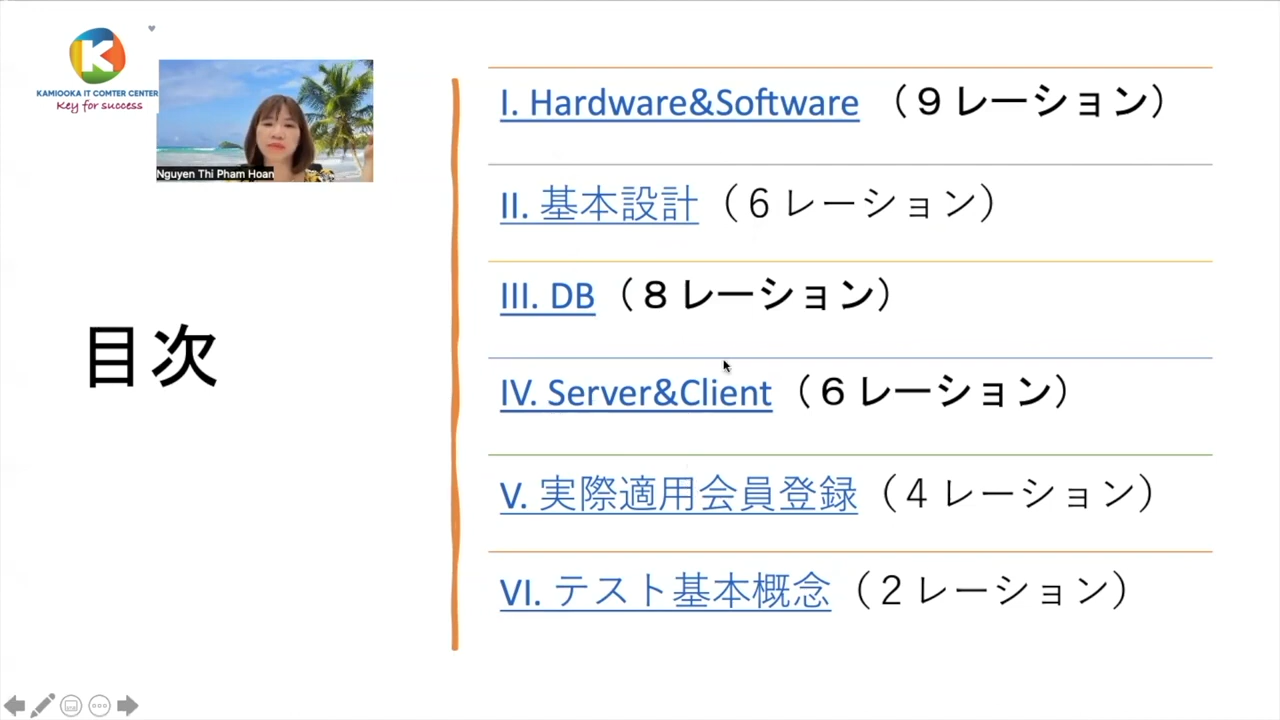 KAMIOOKA IT COMTER CENTER
Key for success
Nguyen Thi Pham Hoan
目次
I. Hardware&Software （９レーション）
II. 基本設計（６レーション）
III. DB（８レーション）
IV. Server&Client（６レーション）
V. 実際適用会員登録（４レーション）
VI. テスト基本概念（２レーション）